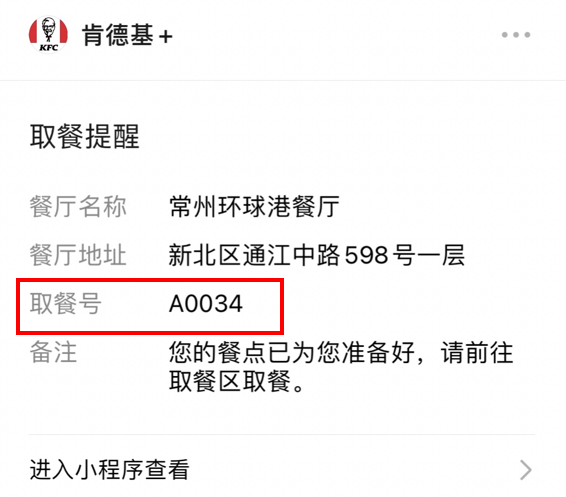 KFC
肯德基+
取餐提醒
餐厅名称 常州环球港餐厅
餐厅地址 新北区通江中路598号一层
取餐号 A0034
备注 您的餐点已为您准备好，请前往
取餐区取餐。
进入小程序查看